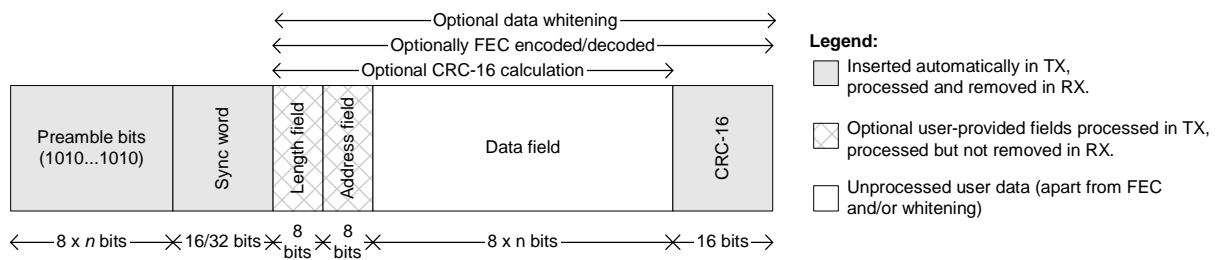 Optional data whitening
Optionally FEC encoded/decoded
Optional CRC-16 calculation
Preamble bits
(1010...1010)
Sync word
Length field
Address field
Data field
CRC-16
8 x n bits
16/32 bits
8
bits
8
bits
8 x n bits
16 bits
Legend:
Inserted automatically in TX,
processed and removed in RX.
Optional user-provided fields processed in TX,
processed but not removed in RX.
Unprocessed user data (apart from FEC
and/or whitening)